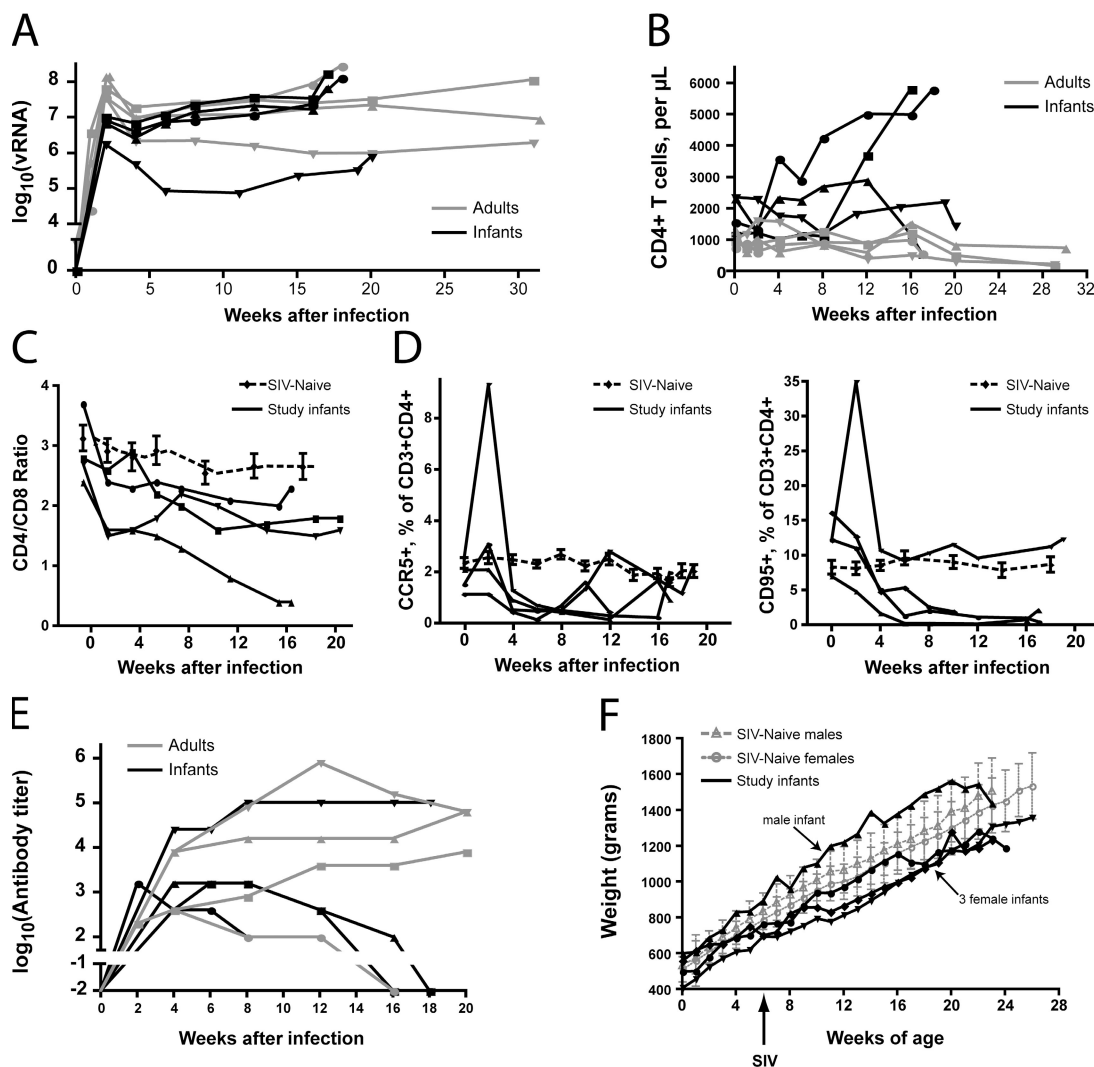 A
log10(vRNA)
8
7
6
5
4
0
Adults
Infants
0 5 10 15 20 25 30
Weeks after infection
B
CD4+ T cells, per µL
6000
5000
4000
3000
2000
1000
0
Adults
Infants
0 4 8 12 16 20 24 28 32
Weeks after infection
C
CD4/CD8 Ratio
4
3
2
1
0
SIV-Naive
Study infants
0 4 8 12 16 20
Weeks after infection
D
CCR5+, % of CD3+CD4+
8
6
4
2
0
SIV-Naive
Study infants
0 4 8 12 16 20
Weeks after infection
CD95+, % of CD3+CD4+
35
30
25
20
15
10
5
0
SIV-Naive
Study infants
0 4 8 12 16 20
Weeks after infection
E
log10(Antibody titer)
6
5
4
3
2
-1
-2
Adults
Infants
0 2 4 6 8 10 12 14 16 18 20
Weeks after infection
F
Weight (grams)
1800
1600
1400
1200
1000
800
600
400
SIV-Naive males
SIV-Naive females
Study infants
male infant
3 female infants
0 4 8 12 16 20 24 28
Weeks of age
SIV